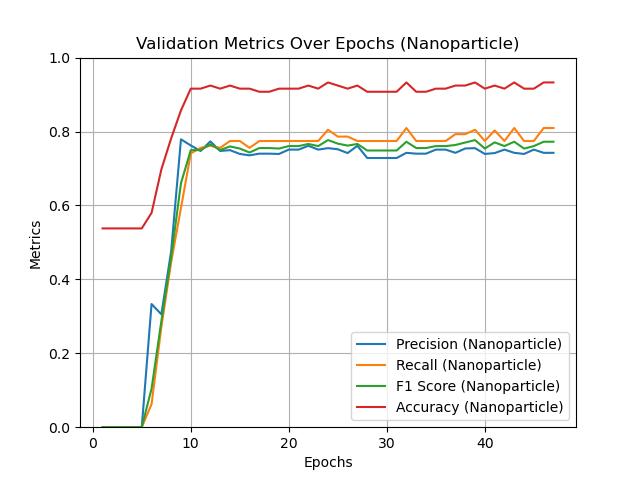 Validation Metrics Over Epochs (Nanoparticle)
1.0
0.8
0.6
0.4
0.2
0.0
Metrics
Precision (Nanoparticle)
Recall (Nanoparticle)
F1 Score (Nanoparticle)
Accuracy (Nanoparticle)
0 10 20 30 40
Epochs